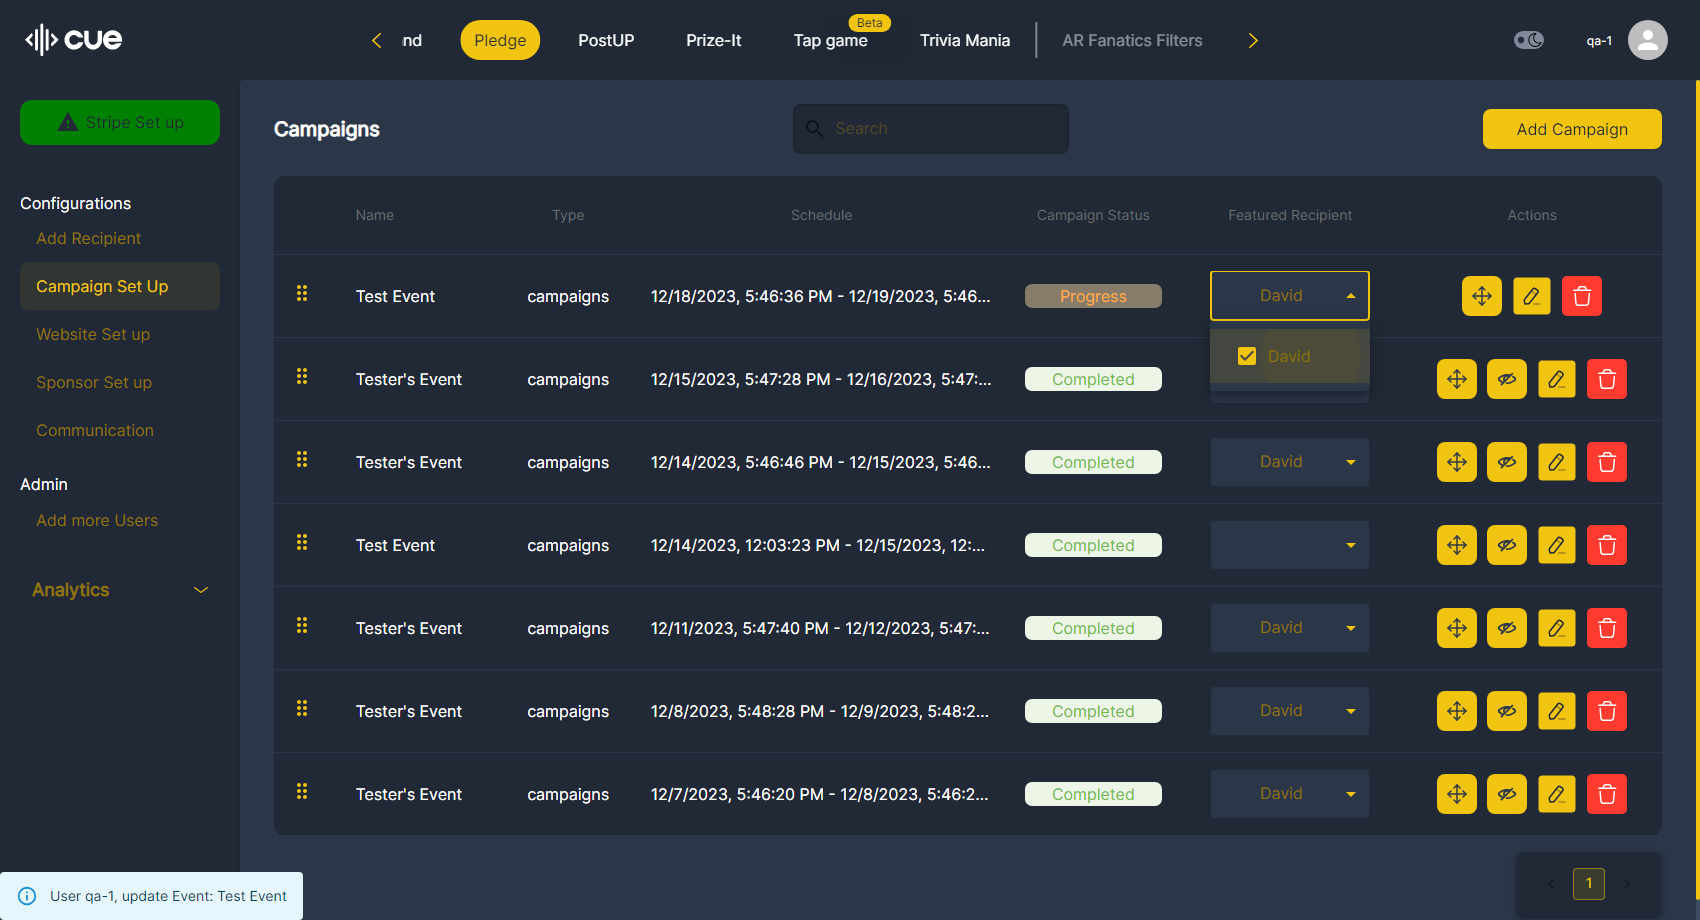 cue
nd
Pledge
PostUP
Prize-It
Beta
Tap game
Trivia Mania
AR Fanatics Filters
qa-1
Stripe Set up
Configurations
Add Recipient
Campaign Set Up
Website Set up
Sponsor Set up
Communication
Admin
Add more Users
Analytics
Campaigns
Search
Add Campaign
Name Type Schedule Campaign Status Featured Recipient Actions
Test Event campaigns 12/18/2023, 5:46:36 PM - 12/19/2023, 5:46... Progress David
David
Tester's Event campaigns 12/15/2023, 5:47:28 PM - 12/16/2023, 5:47:... Completed
Tester's Event campaigns 12/14/2023, 5:46:46 PM - 12/15/2023, 5:46... Completed David
Test Event campaigns 12/14/2023, 12:03:23 PM - 12/15/2023, 12:... Completed
Tester's Event campaigns 12/11/2023, 5:47:40 PM - 12/12/2023, 5:47:... Completed David
Tester's Event campaigns 12/8/2023, 5:48:28 PM - 12/9/2023, 5:48:2... Completed David
Tester's Event campaigns 12/7/2023, 5:46:20 PM - 12/8/2023, 5:46:2... Completed David
1
User qa-1, update Event: Test Event